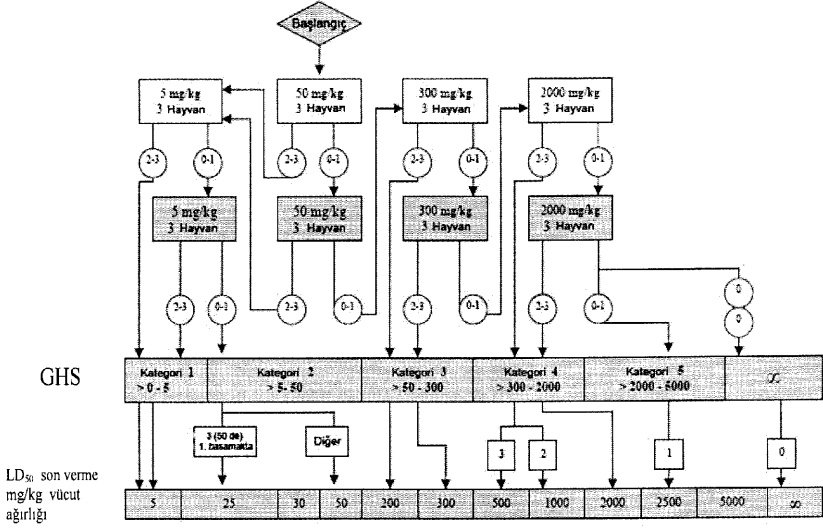 Başlangıç
5 mg/kg
3 Hayvan
50 mg/kg
3 Hayvan
300 mg/kg
3 Hayvan
2000 mg/kg
3 Hayvan
2-3
0-1
2-3
0-1
2-3
0-1
2-3
0-1
5 mg/kg
3 Hayvan
50 mg/kg
3 Hayvan
300 mg/kg
3 Hayvan
2000 mg/kg
3 Hayvan
2-3
0-1
2-3
0-1
2-3
0-1
2-3
0-1
0
0
GHS
Kategori 1
> 0 - 5
Kategori 2
> 5- 50
Kategori 3
> 50 - 300
Kategori 4
> 300 - 2000
Kategori 5
> 2000 - 5000
∞
3 (50 de)
1. basamakta
Diğer
3
2
1
0
LD₅₀ son verme
mg/kg vücut
ağırlığı
5
25
30
50
200
300
500
1000
2000
2500
5000
∞